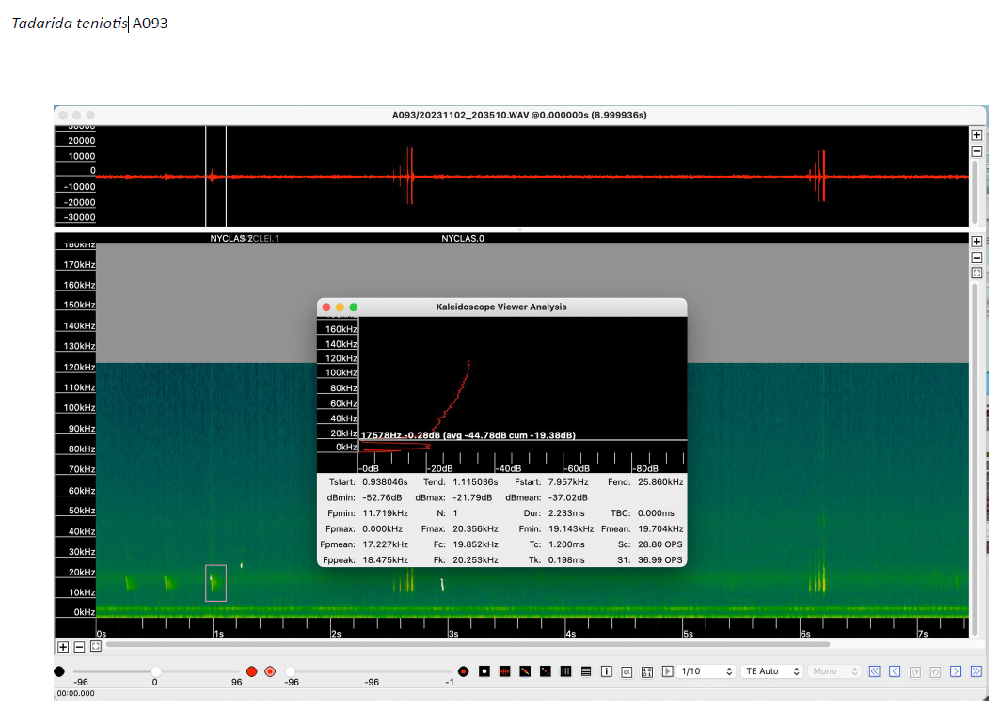 Tadarida teniotis A093
A093/20231102_203510.WAV @0.000000s (8.999936s)
30000
20000
10000
0
-10000
-20000
-30000
NYCLAS.2 NYCLEI.1 NYCLAS.0
180kHz
170kHz
160kHz
150kHz
140kHz
130kHz
120kHz
110kHz
100kHz
90kHz
80kHz
70kHz
60kHz
50kHz
40kHz
30kHz
20kHz
10kHz
0kHz
Kaleidoscope Viewer Analysis
160kHz
140kHz
120kHz
100kHz
80kHz
60kHz
40kHz
20kHz 17578Hz -0.28dB (avg -44.78dB cum -19.38dB)
0kHz
-0dB -20dB -40dB -60dB -80dB
Tstart: 0.938046s Tend: 1.115036s Fstart: 7.957kHz Fend: 25.860kHz
dBmin: -52.76dB dBmax: -21.79dB dBmean: -37.02dB
Fpmin: 11.719kHz N: 1 Dur: 2.233ms TBC: 0.000ms
Fpmax: 0.000kHz Fmax: 20.356kHz Fmin: 19.143kHz Fmean: 19.704kHz
Fpmean: 17.227kHz Fc: 19.852kHz Tc: 1.200ms Sc: 28.80 OPS
Fppeak: 18.475kHz Fk: 20.253kHz Tk: 0.198ms S1: 36.99 OPS
0s 1s 2s 3s 4s 5s 6s 7s
1/10 TE Auto Mono
-96 0 96 -96 -96 -1
00:00.000